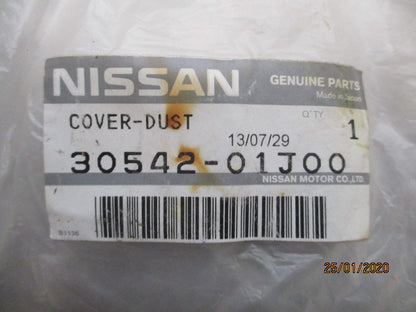 NISSAN GENUINE PARTS
Made in Japan
COVER-DUST Q'TY 1
13/07/29
30542-01J00
NISSAN MOTOR CO.,LTD.
25/01/2020